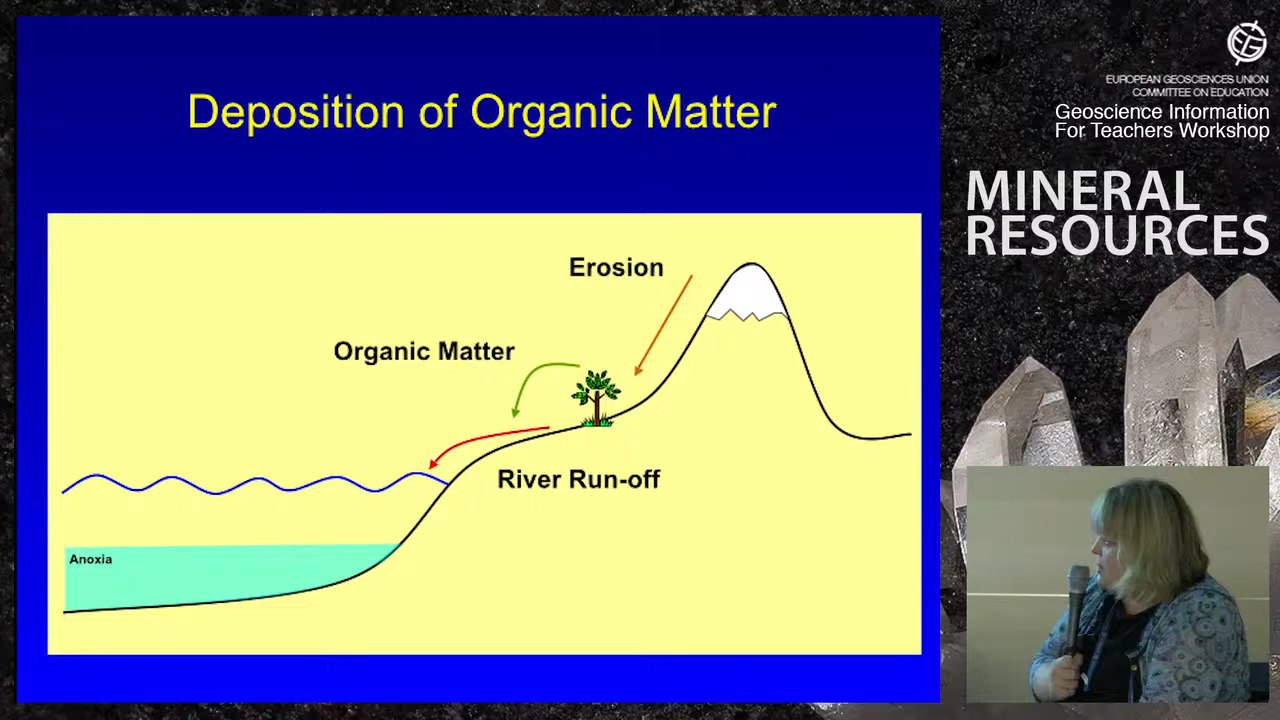 Deposition of Organic Matter
Erosion
Organic Matter
River Run-off
Anoxia
EUROPEAN GEOSCIENCES UNION
COMMITTEE ON EDUCATION
Geoscience Information
For Teachers Workshop
MINERAL
RESOURCES